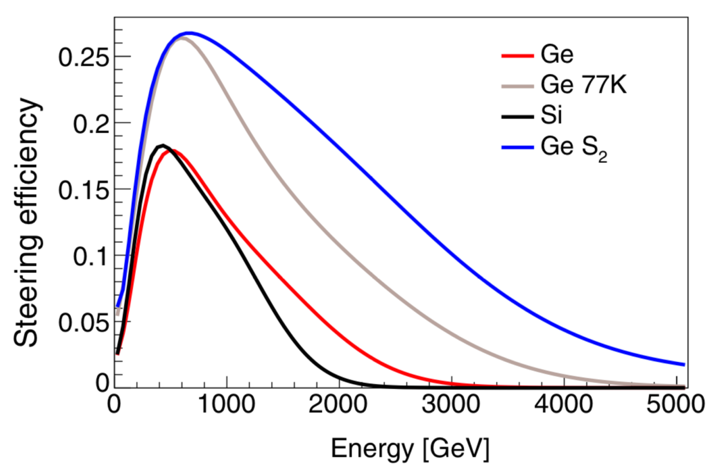 Ge
Ge 77K
Si
Ge S₂
Steering efficiency
0.25
0.2
0.15
0.1
0.05
0
0 1000 2000 3000 4000 5000
Energy [GeV]